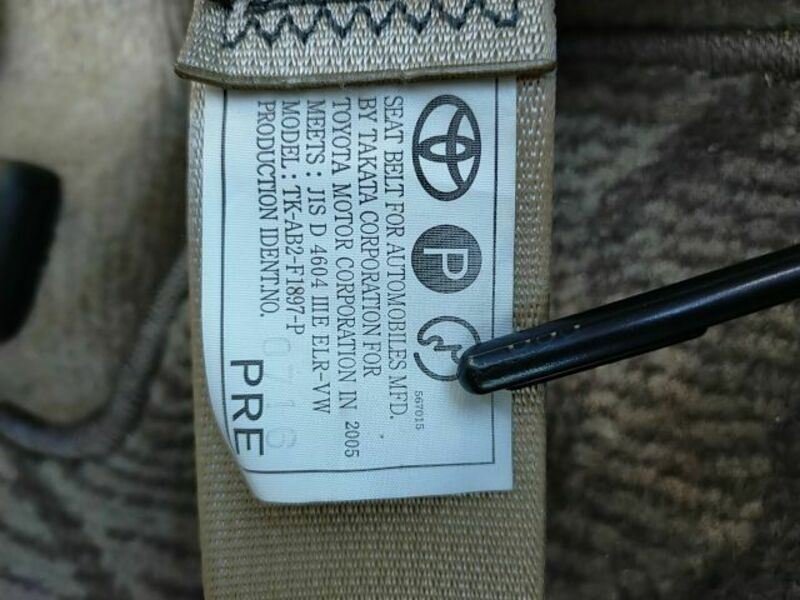 SEAT BELT FOR AUTOMOBILES MFD.
BY TAKATA CORPORATION FOR
TOYOTA MOTOR CORPORATION IN 2005
MEETS : JIS D 4604 IIIE ELR-VW
MODEL : TK-AB2-F1897-P
PRODUCTION IDENT.NO. 0716
PRE
P
567015